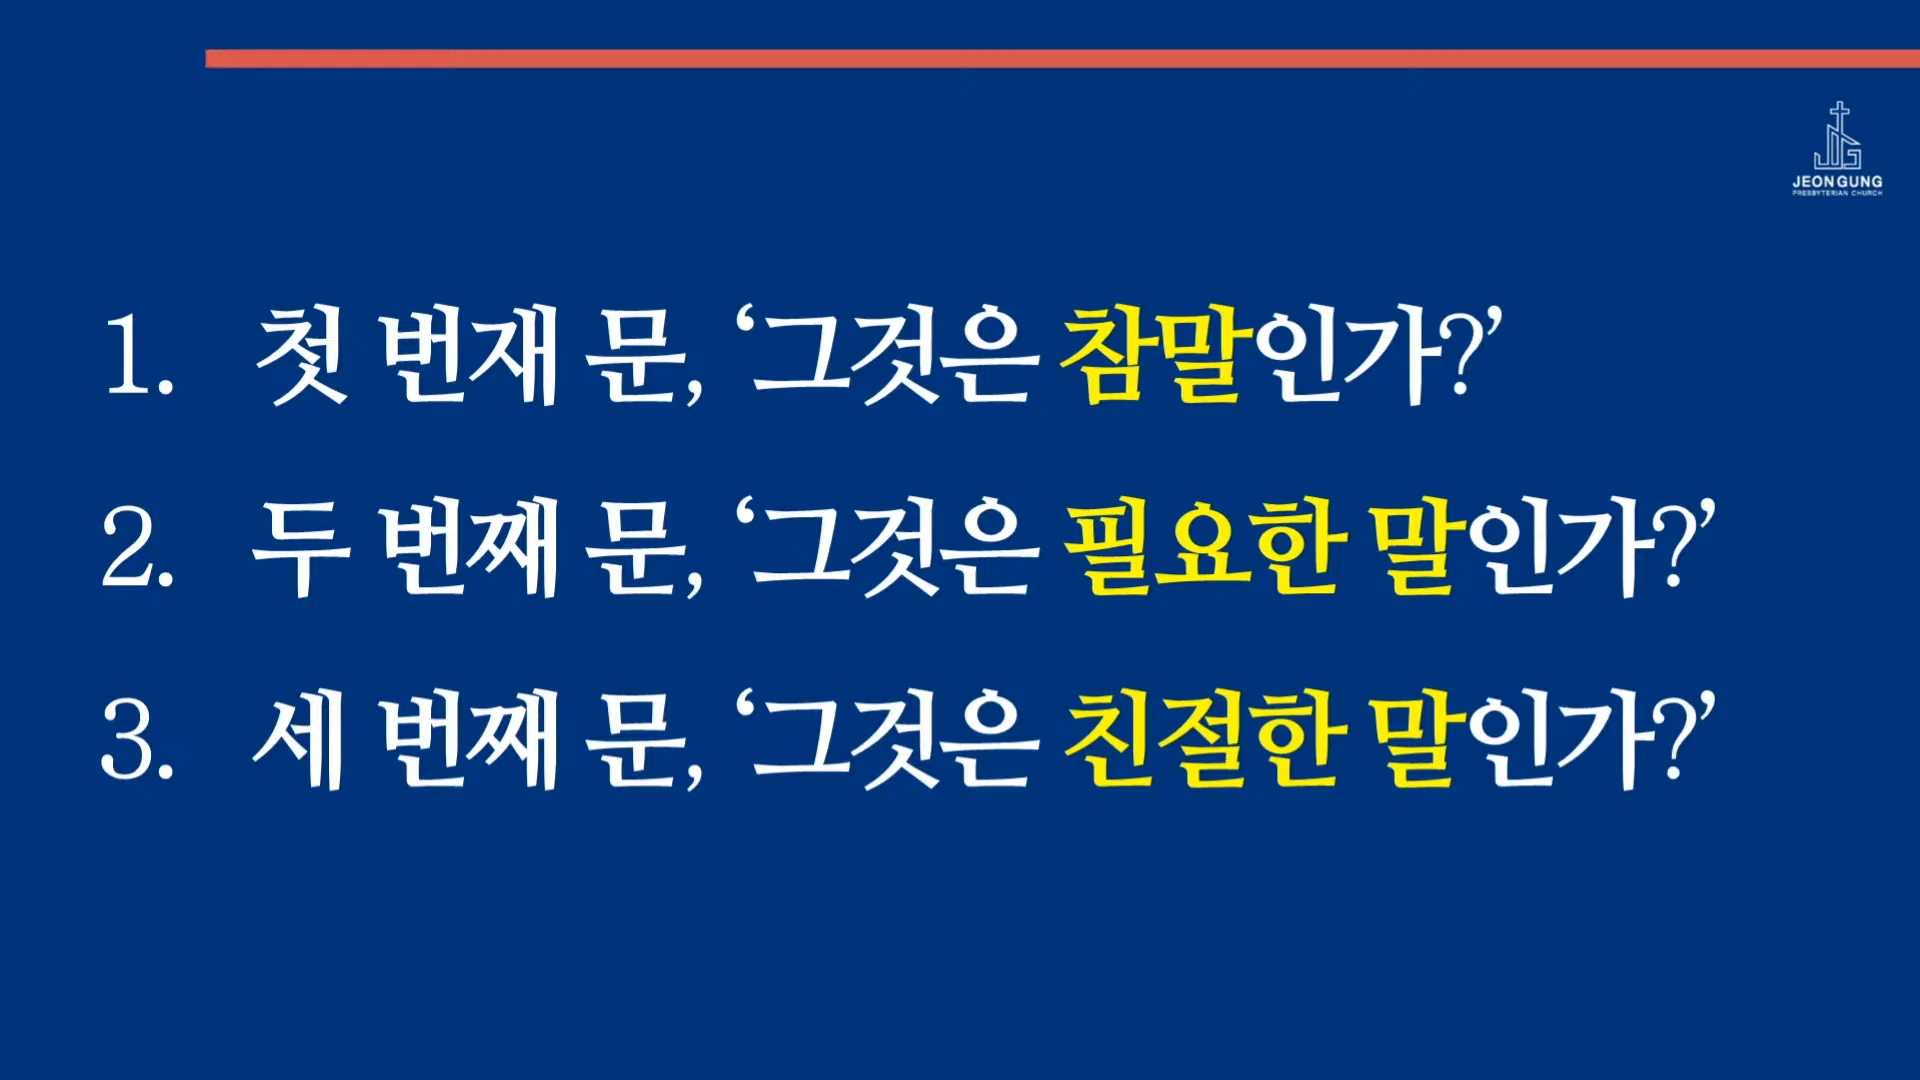 JEONGUNG
PRESBYTERIAN CHURCH
1. 첫 번재 문, ‘그것은 참말인가?’
2. 두 번째 문, ‘그것은 필요한 말인가?’
3. 세 번째 문, ‘그것은 친절한 말인가?’